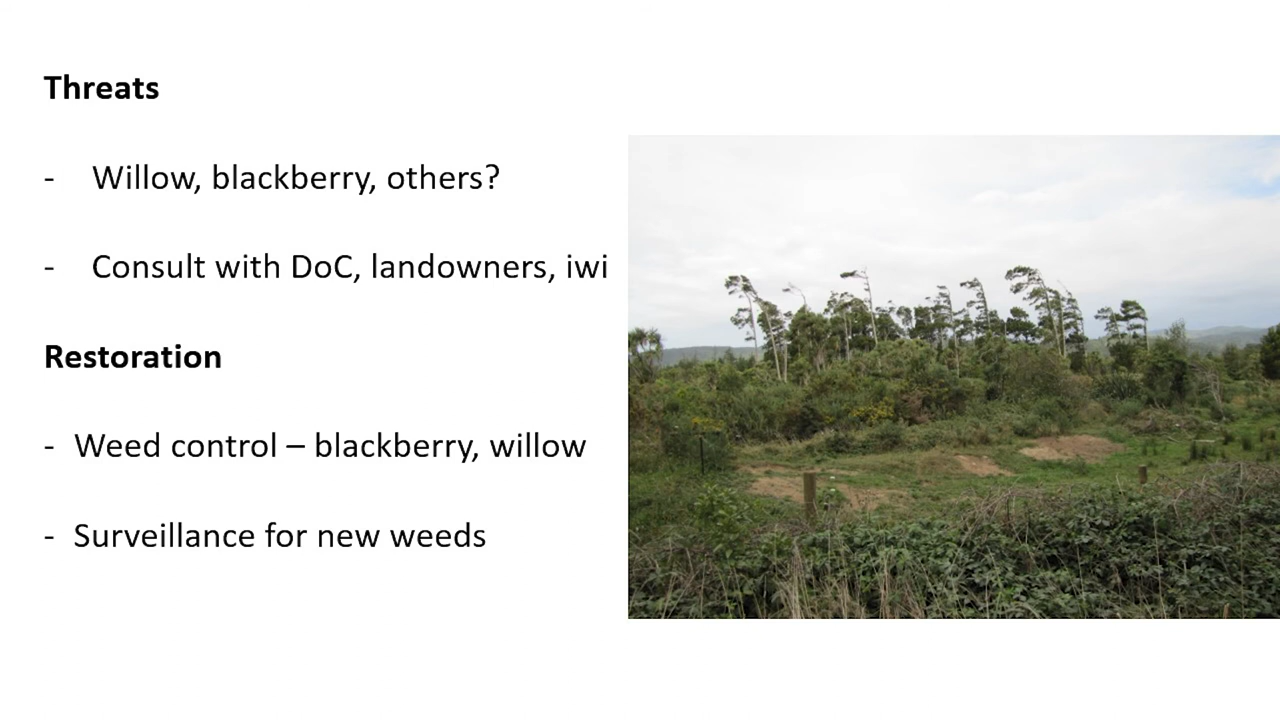 Threats
- Willow, blackberry, others?
- Consult with DoC, landowners, iwi
Restoration
- Weed control – blackberry, willow
- Surveillance for new weeds